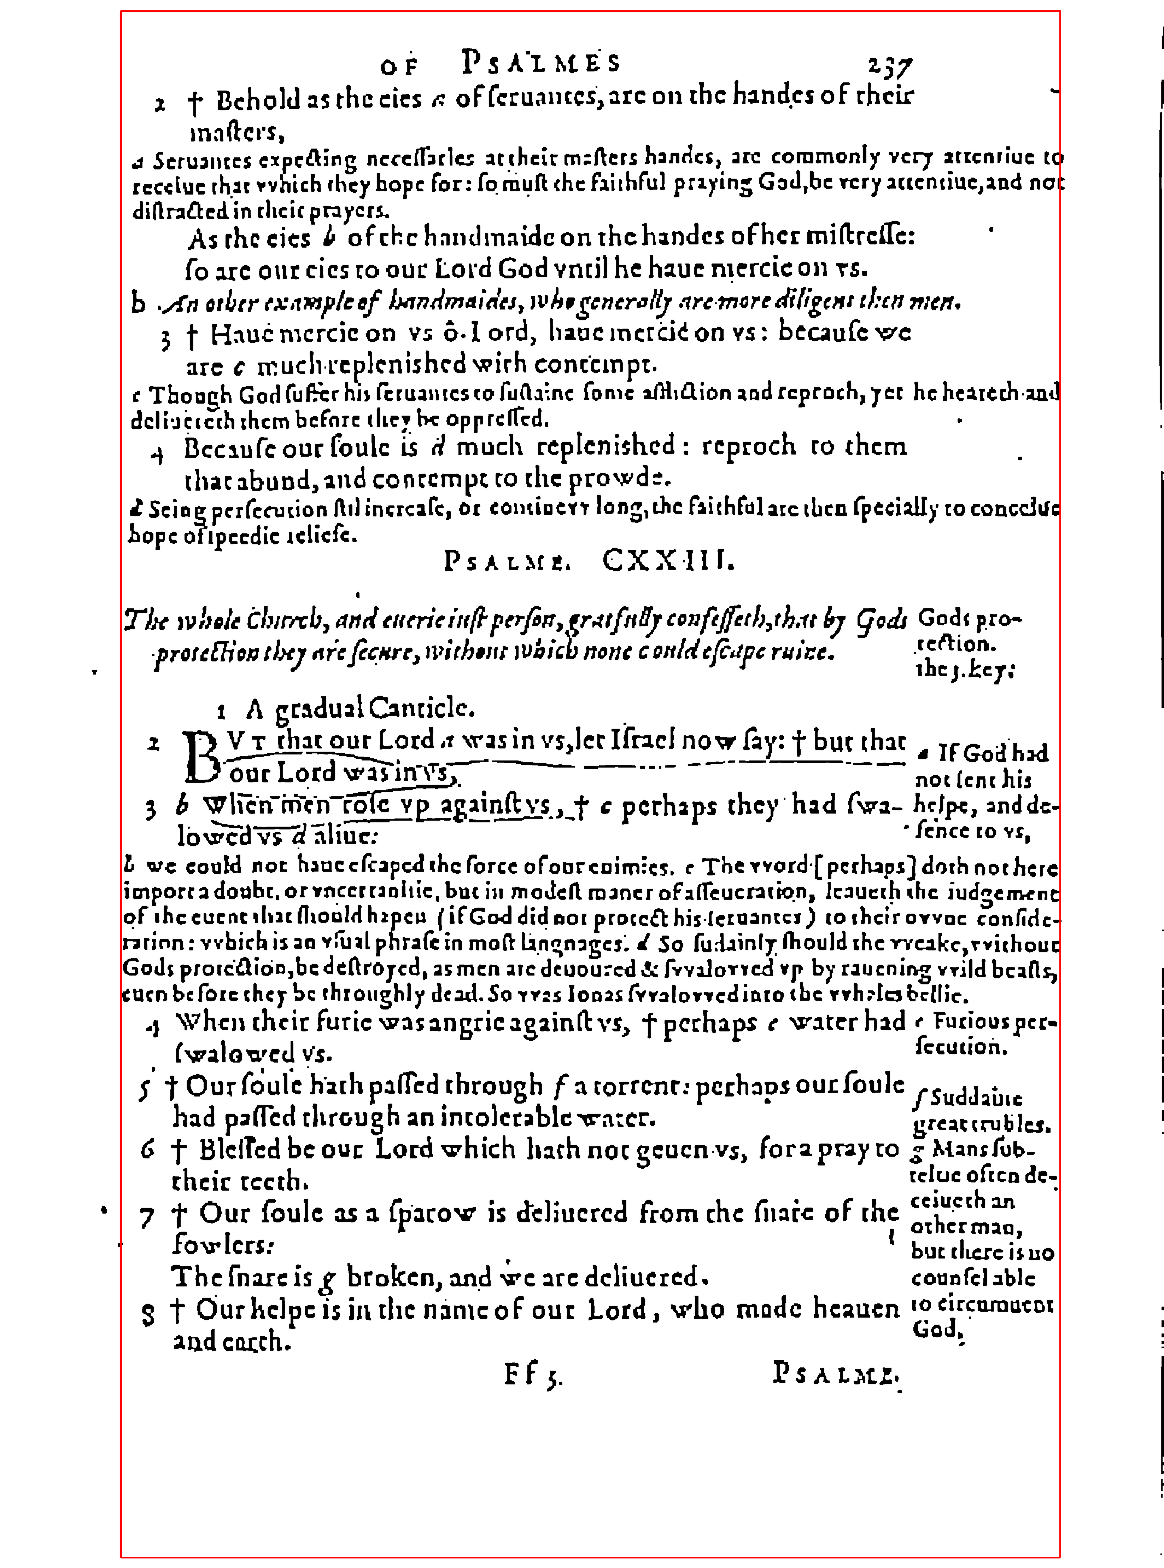 OF PSALMES 237
2 † Behold as the eies a of ſeruantes, are on the handes of their
maſters,
a Seruantes expecting neceſſaries at their maſters handes, are commonly very attentiue to
receiue that vvhich they hope for: ſo muſt the faithful praying God, be very attentiue, and not
diſtracted in their prayers.
As the eies b of the handmaide on the handes of her miſtreſſe:
ſo are our eies to our Lord God vntil he haue mercie on vs.
b An other example of handmaides, who generally are more diligent then men.
3 † Haue mercie on vs ô Lord, haue mercie on vs: becauſe we
are c much replenished with contempt.
c Though God ſuffer his ſeruantes to ſuſtaine ſome affliction and reproch, yet he heareth and
deliuereth them before they be oppreſſed.
4 Becauſe our ſoule is d much replenished: reproch to them
that abund, and contempt to the prowde.
d Seing perſecution ſtil increaſe, or continevv long, the faithful are then ſpecially to conceiue
hope of ſpeedie reliefe.
PSALME. CXXIII.
The whole Church, and euerie iuſt perſon, gratfully confeſſeth, that by Gods
protection they are ſecure, without which none could eſcape ruine.
Gods pro-
tection.
the 3. key:
1 A gradual Canticle.
2 BVT that our Lord a was in vs, let Iſrael now ſay: † but that
our Lord was in vs,
3 b When men roſe vp againſt vs, † c perhaps they had ſwa-
lowed vs d aliue:
a If God had
not ſent his
helpe, and de-
fence to vs,
b we could not haue eſcaped the force of our enimies. c The vvord [perhaps] doth not here
import a doubt, or vncertantie, but in modeſt maner of aſſeueration, leaueth the iudgement
of the euent that ſhould hapen (if God did not protect his ſeruantes) to their ovvne conſide-
ration: vvhich is an vſual phraſe in moſt languages. d So ſudainly ſhould the vveake, vvithout
Gods protection, be deſtroyed, as men are deuoured & ſvvalovved vp by rauening vvild beaſts,
euen before they be throughly dead. So vvas Ionas ſvvalovved into the vvhales bellie.
4 When their furie was angrie againſt vs, † perhaps e water had
ſwalowed vs.
e Furious per-
ſecution.
5 † Our ſoule hath paſſed through f a torrent: perhaps our ſoule
had paſſed through an intolerable water.
6 † Bleſſed be our Lord which hath not geuen vs, for a pray to
their teeth.
7 † Our ſoule as a ſparow is deliuered from the ſnare of the
fowlers:
The ſnare is g broken, and we are deliuered.
8 † Our helpe is in the name of our Lord, who made heauen
and earth.
f Suddaine
great trubles.
g Mans ſub-
telue often de-
ceiueth an
other man,
but there is no
counſel able
to circumuent
God.
Ff 5. PSALME.